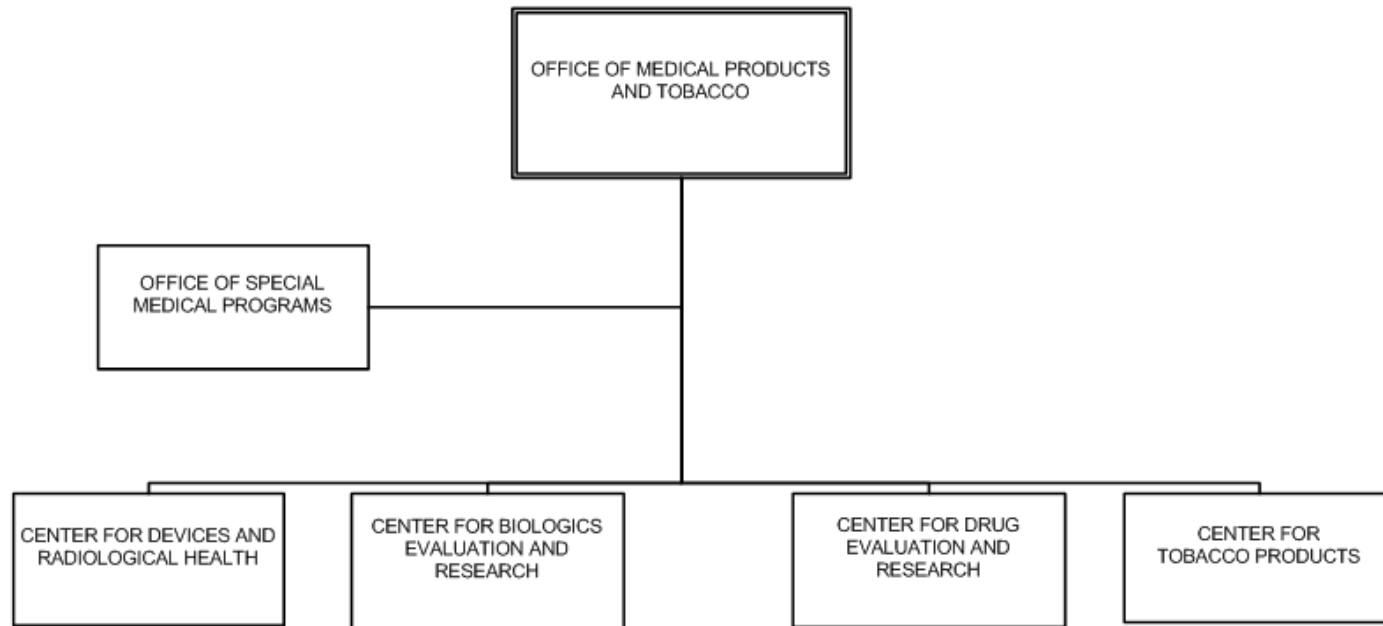 OFFICE OF MEDICAL PRODUCTS
AND TOBACCO
OFFICE OF SPECIAL
MEDICAL PROGRAMS
CENTER FOR DEVICES AND
RADIOLOGICAL HEALTH
CENTER FOR BIOLOGICS
EVALUATION AND
RESEARCH
CENTER FOR DRUG
EVALUATION AND
RESEARCH
CENTER FOR
TOBACCO PRODUCTS